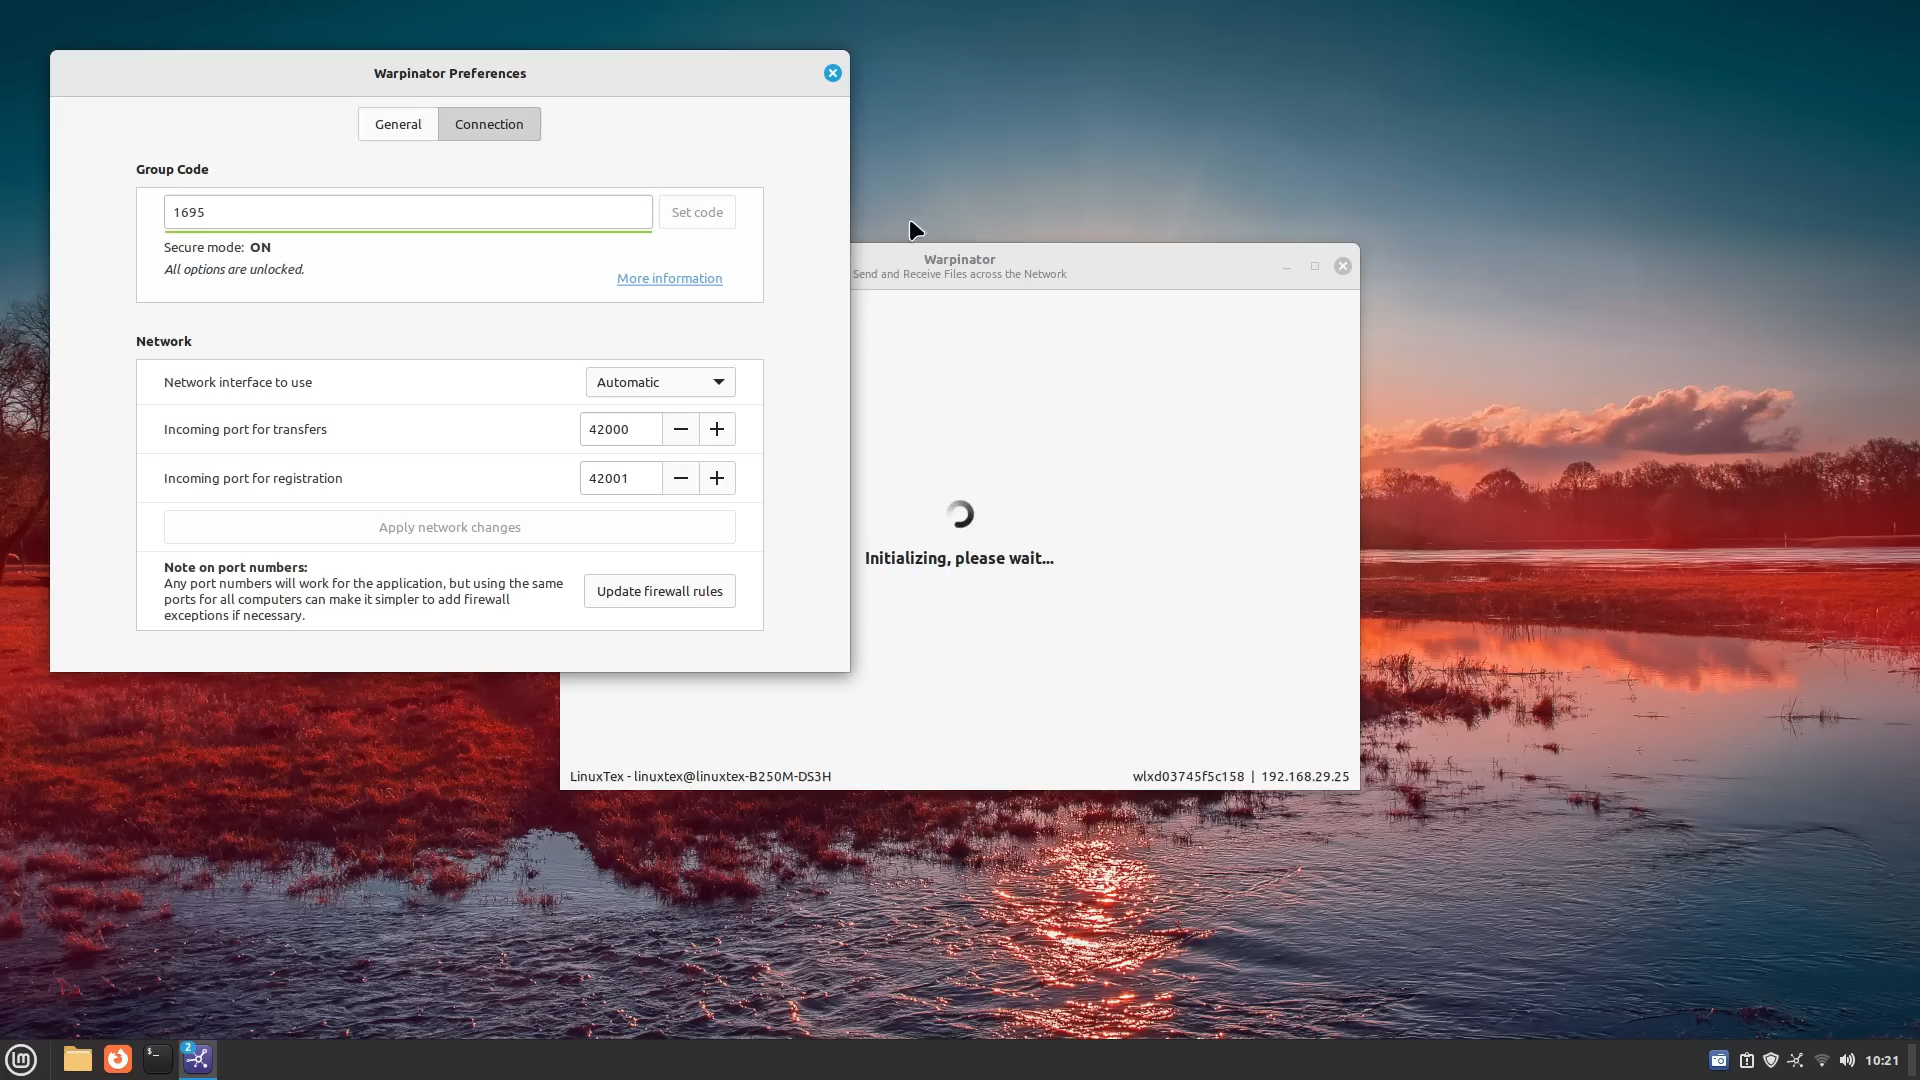 Warpinator Preferences
General
Connection
Group Code
1695
Set code
Secure mode: ON
All options are unlocked.
More information
Network
Network interface to use
Automatic
Incoming port for transfers
42000
Incoming port for registration
42001
Apply network changes
Note on port numbers:
Any port numbers will work for the application, but using the same
ports for all computers can make it simpler to add firewall
exceptions if necessary.
Update firewall rules
Warpinator
Send and Receive Files across the Network
Initializing, please wait...
LinuxTex - linuxtex@linuxtex-B250M-DS3H
wlxd03745f5c158 | 192.168.29.25
2
10:21